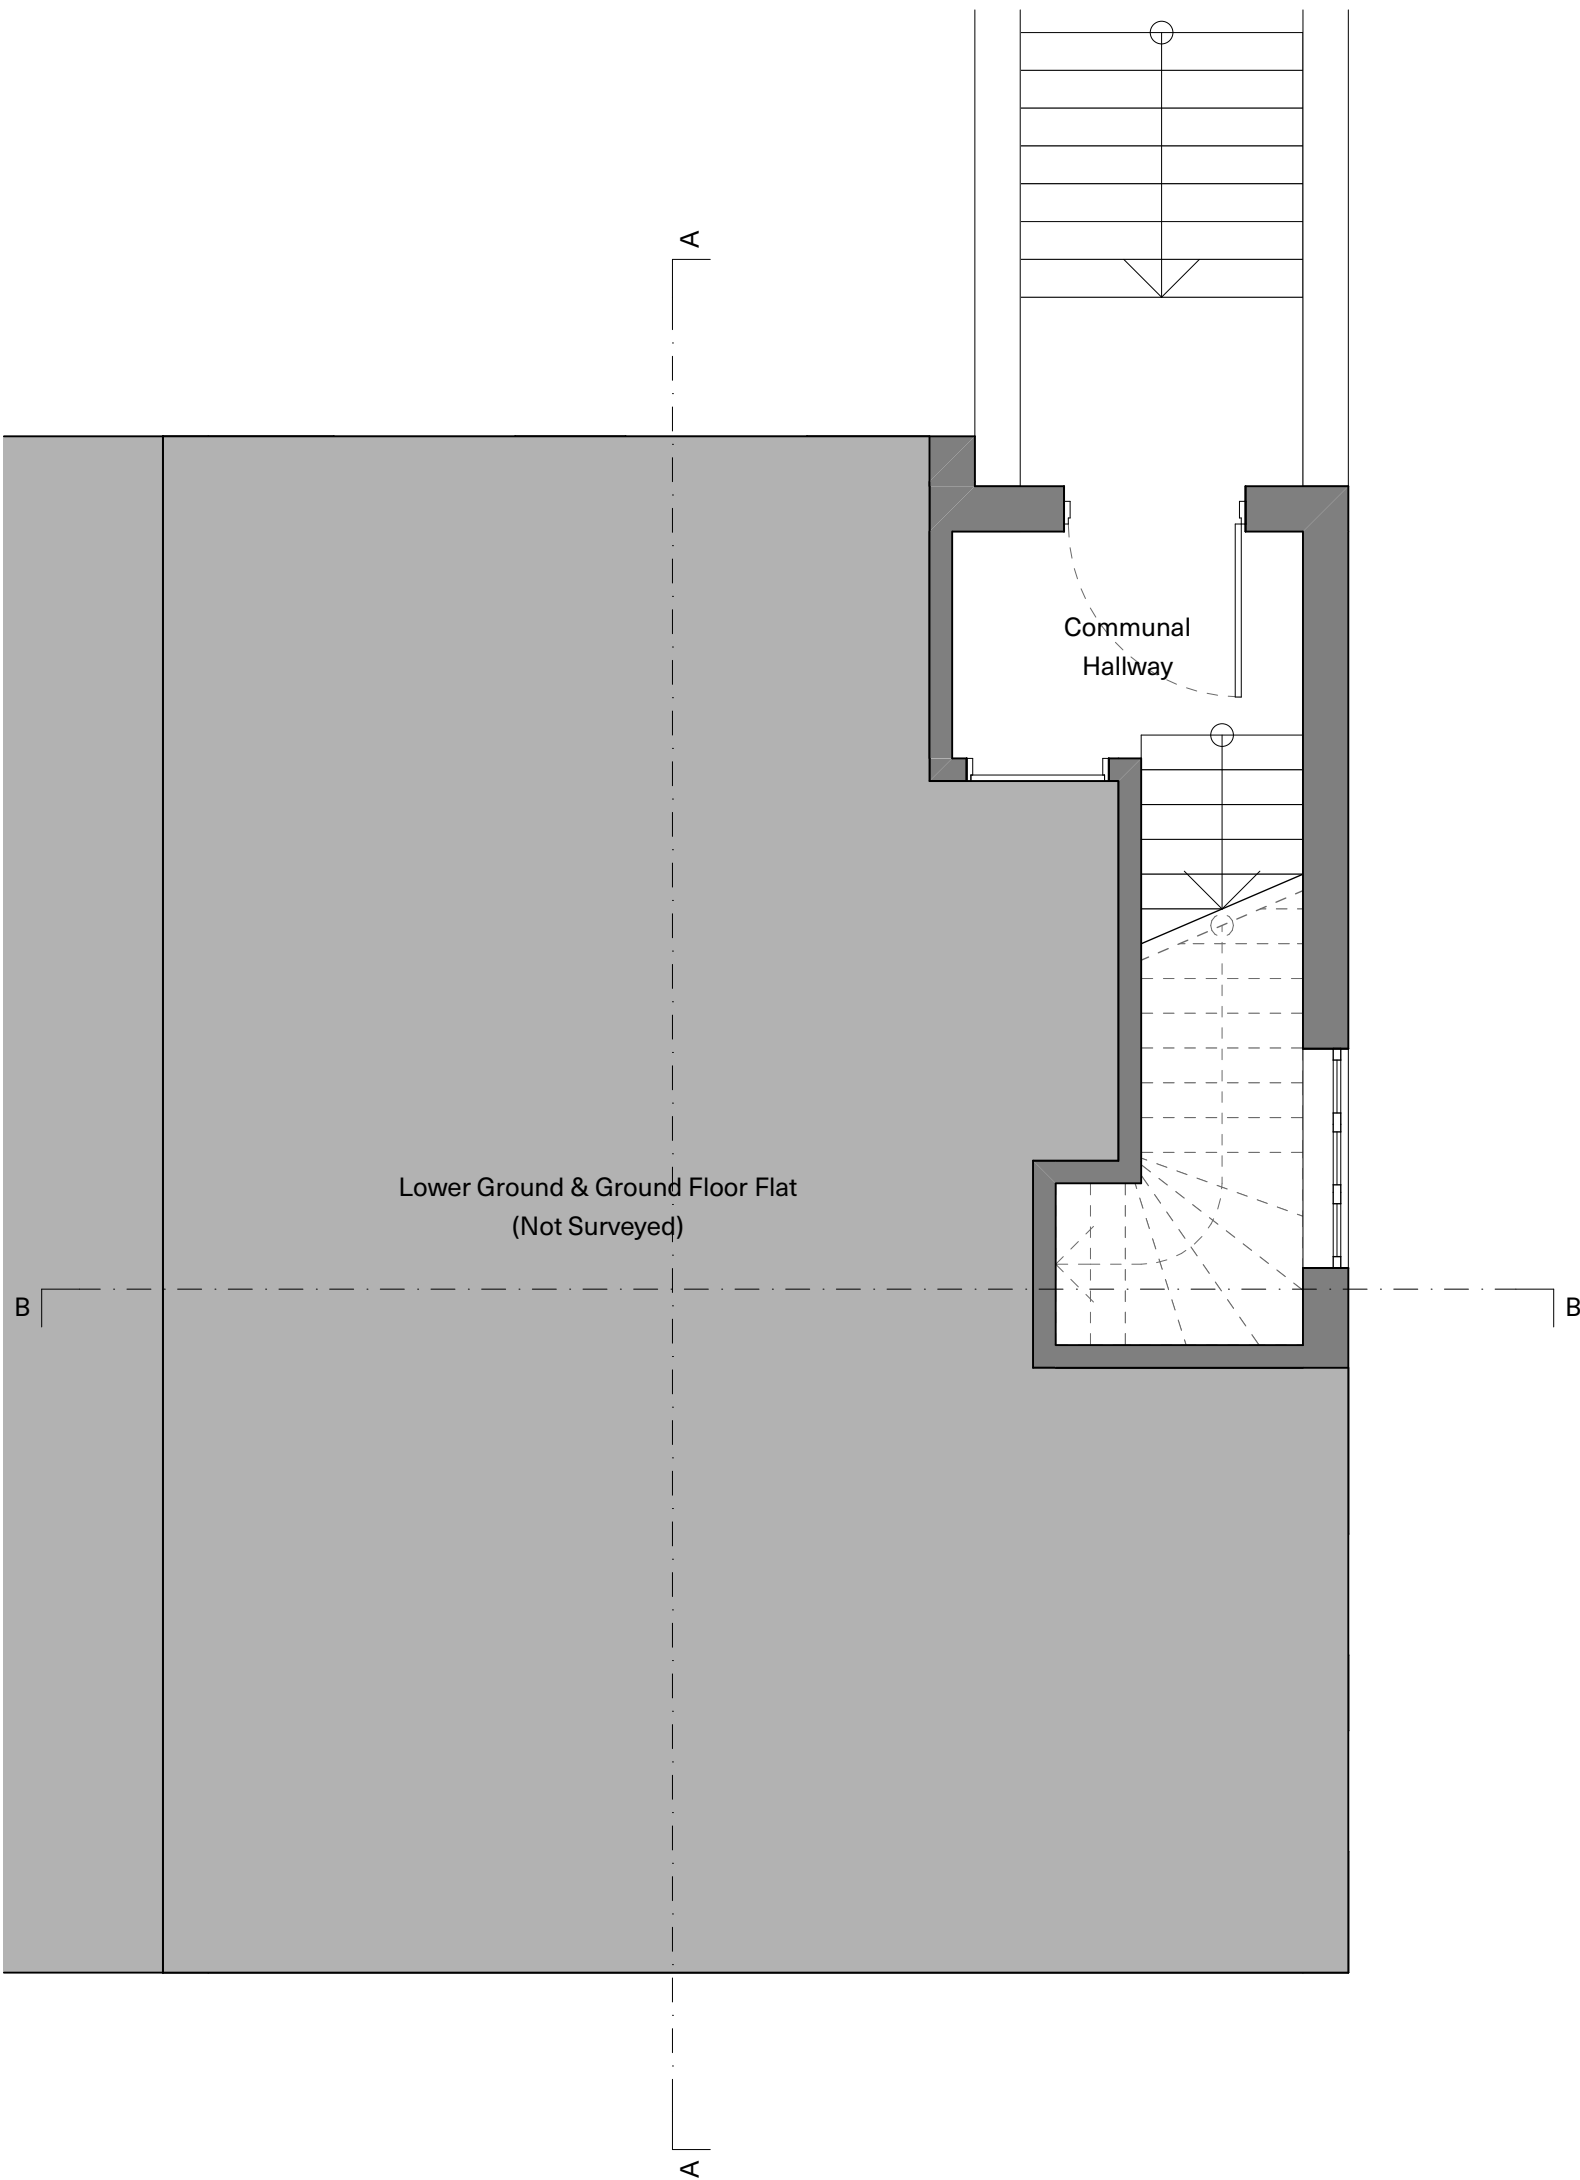 A
Communal
Hallway
Lower Ground & Ground Floor Flat
(Not Surveyed)
B
B
A